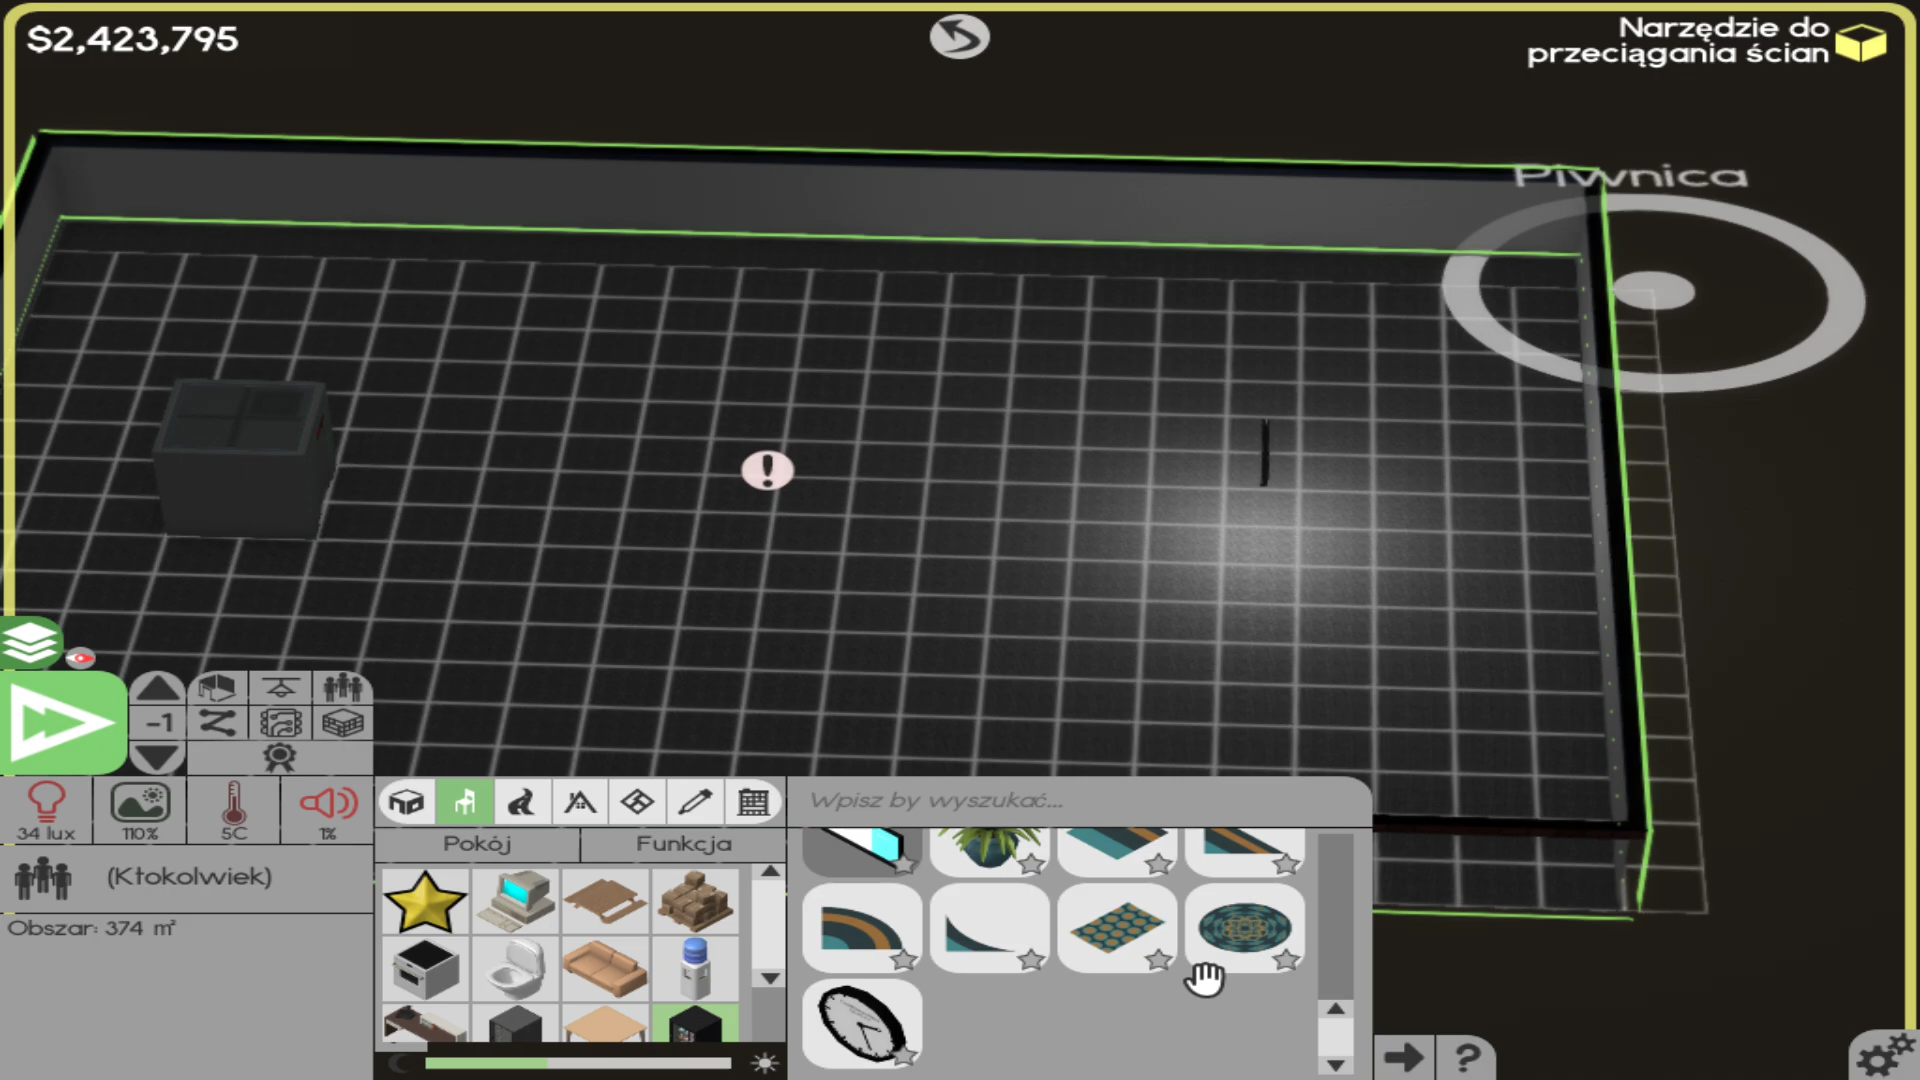 $2,423,795
Narzędzie do
przeciągania ścian
Piwnica
-1
34 lux
110%
5C
1%
(Ktokolwiek)
Obszar: 374 m²
Pokój
Funkcja
Wpisz by wyszukać...
?